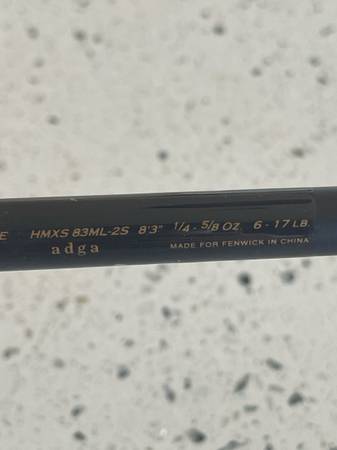 E HMXS 83ML-2S 8'3" 1/4 - 5/8 OZ 6 - 17 LB
adga MADE FOR FENWICK IN CHINA